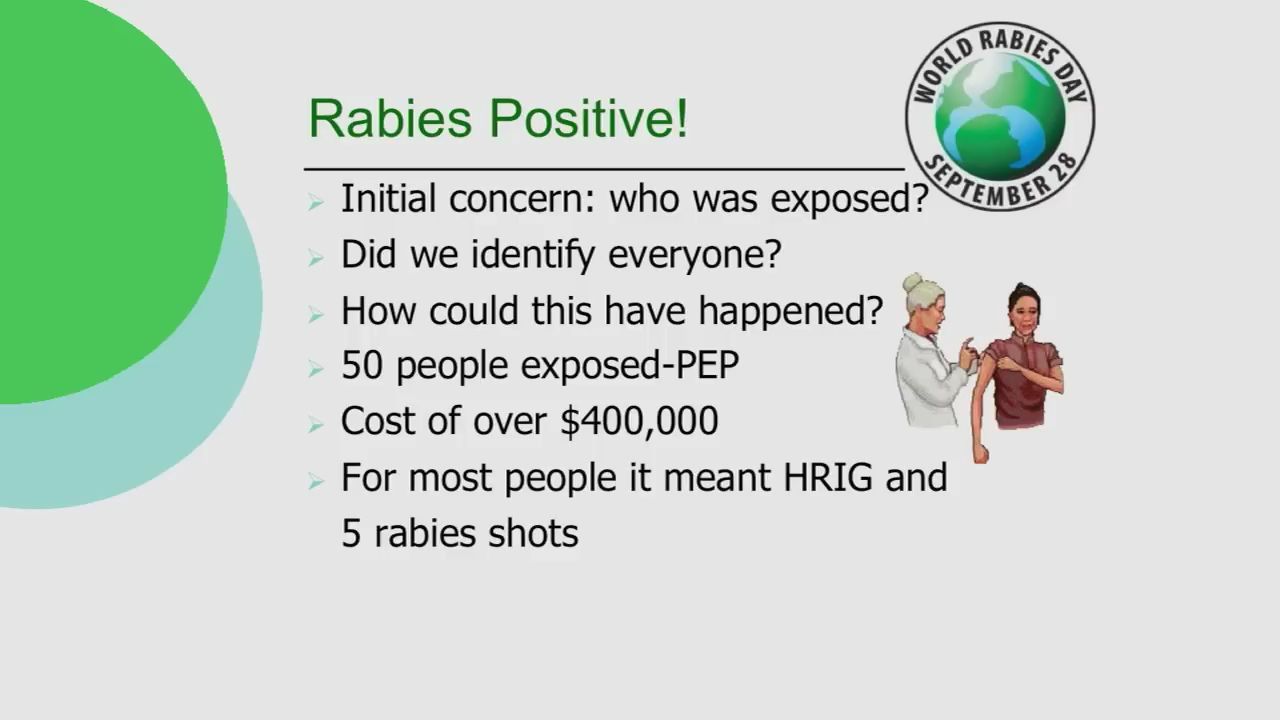 Rabies Positive!
WORLD RABIES DAY
SEPTEMBER 28
Initial concern: who was exposed?
Did we identify everyone?
How could this have happened?
50 people exposed-PEP
Cost of over $400,000
For most people it meant HRIG and
5 rabies shots